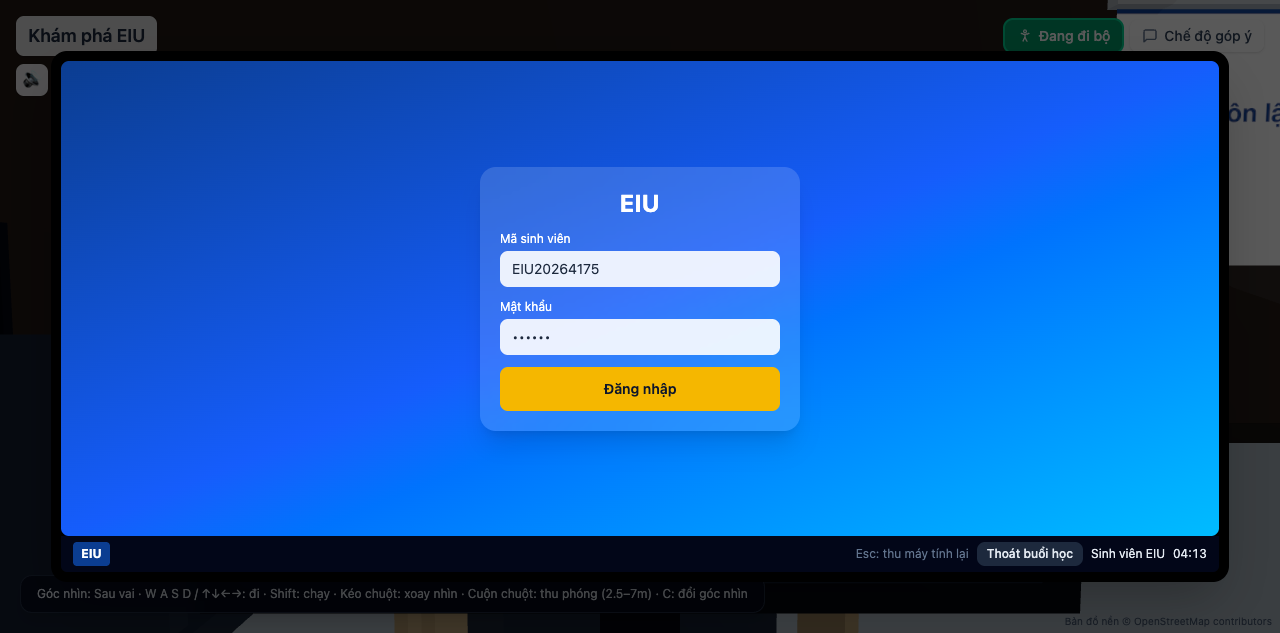 Khám phá EIU
Đang đi bộ
Chế độ góp ý
EIU
Mã sinh viên
EIU20264175
Mật khẩu
••••••
Đăng nhập
EIU
Esc: thu máy tính lại
Thoát buổi học
Sinh viên EIU 04:13
Góc nhìn: Sau vai · W A S D / ↑↓←→: đi · Shift: chạy · Kéo chuột: xoay nhìn · Cuộn chuột: thu phóng (2.5–7m) · C: đổi góc nhìn
Bản đồ nền © OpenStreetMap contributors